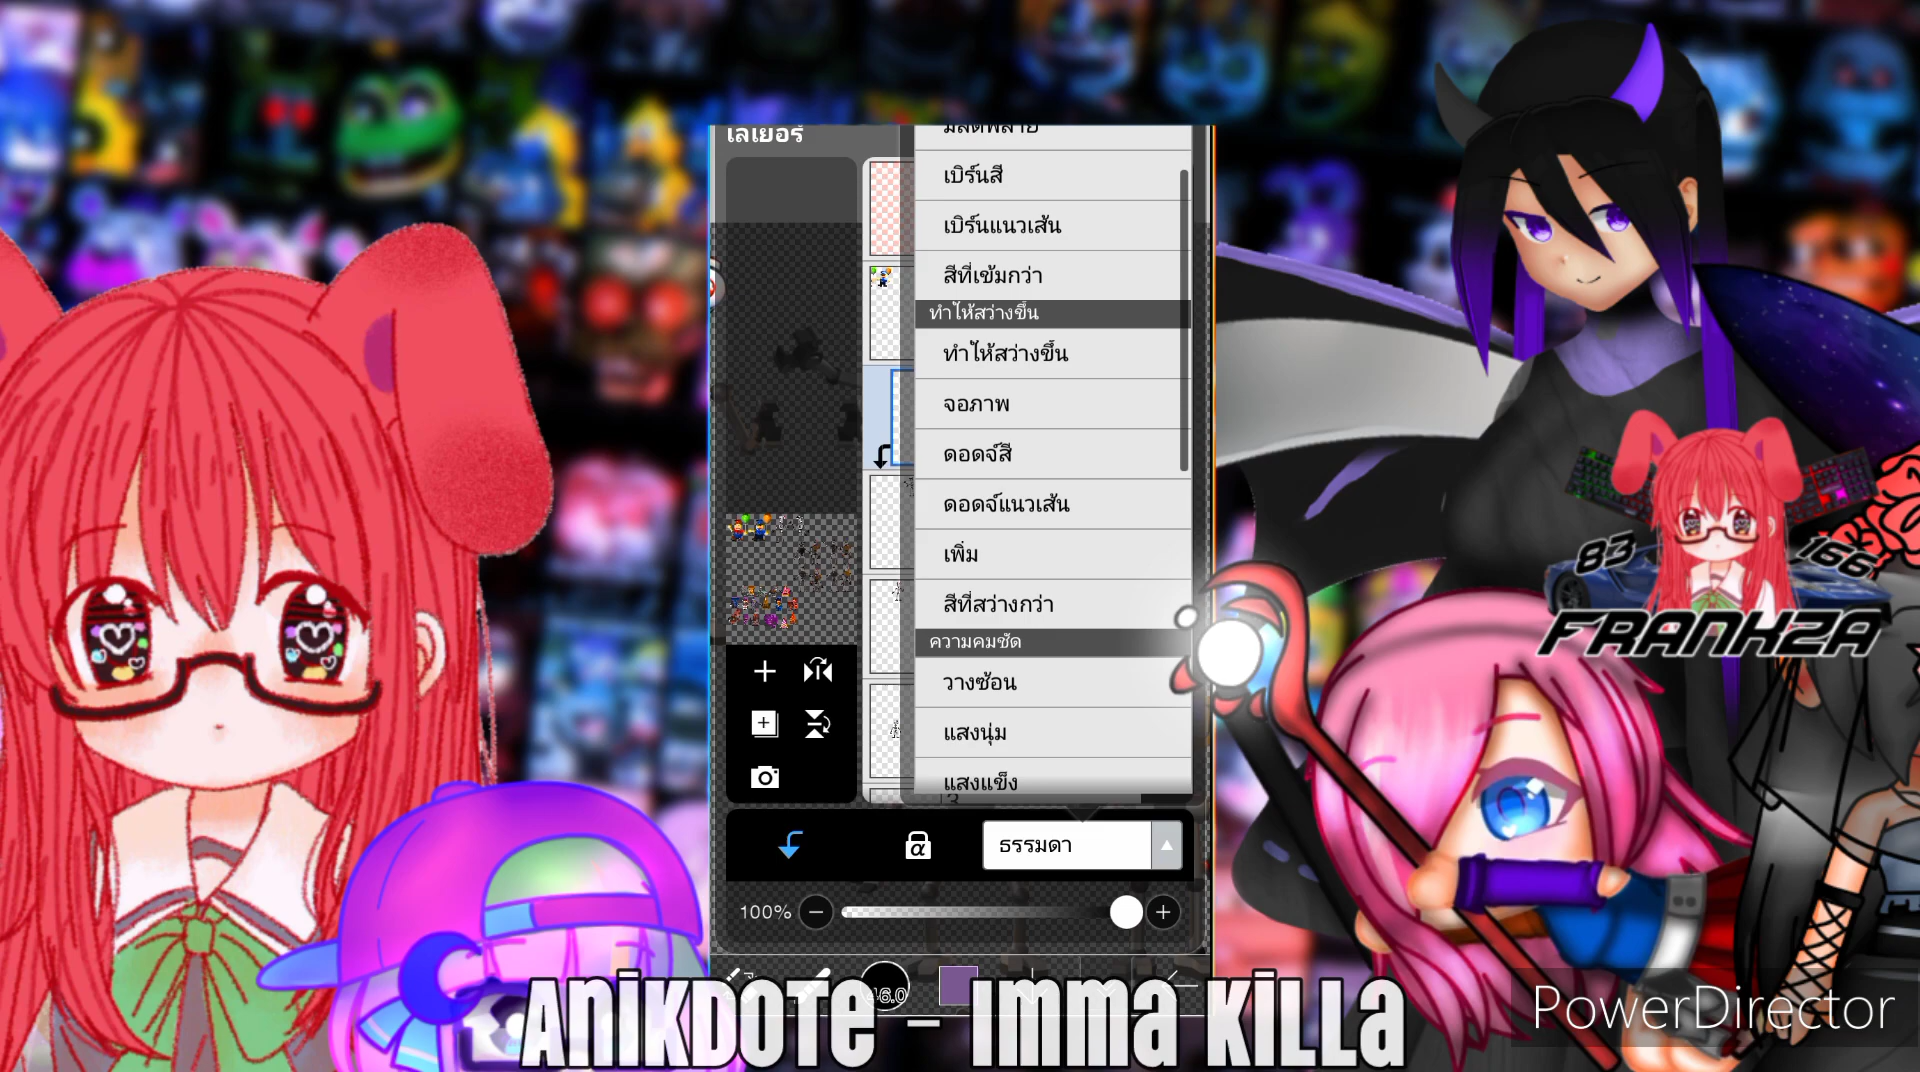 เลเยอร์
เบิร์นสี
เบิร์นแนวเส้น
สีที่เข้มกว่า
ทำให้สว่างขึ้น
ทำให้สว่างขึ้น
จอภาพ
ดอดจ์สี
ดอดจ์แนวเส้น
เพิ่ม
สีที่สว่างกว่า
ความคมชัด
วางซ้อน
แสงนุ่ม
แสงแข็ง
α
ธรรมดา
100%
46.0
83
166
FRANKZA
ANiKDOTE - IMMA KiLLA
PowerDirector